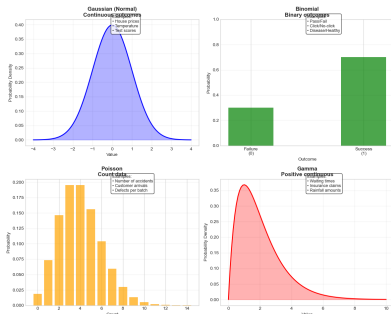 Gaussian (Normal)
Continuous outcomes
• House prices
• Temperature
• Test scores
Probability Density
0.40
0.35
0.30
0.25
0.20
0.15
0.10
0.05
0.00
−4 −3 −2 −1 0 1 2 3 4
Value
Binomial
Binary outcomes
• Pass/Fail
• Click/No-click
• Disease/Healthy
Probability
1.0
0.8
0.6
0.4
0.2
0.0
Failure
(0)
Success
(1)
Outcome
Poisson
Count data
• Number of accidents
• Customer arrivals
• Defects per batch
Probability
0.200
0.175
0.150
0.125
0.100
0.075
0.050
0.025
0.000
0 2 4 6 8 10 12 14
Count
Gamma
Positive continuous
• Waiting times
• Insurance claims
• Rainfall amounts
Probability Density
0.35
0.30
0.25
0.20
0.15
0.10
0.05
0.00
0 2 4 6 8 10